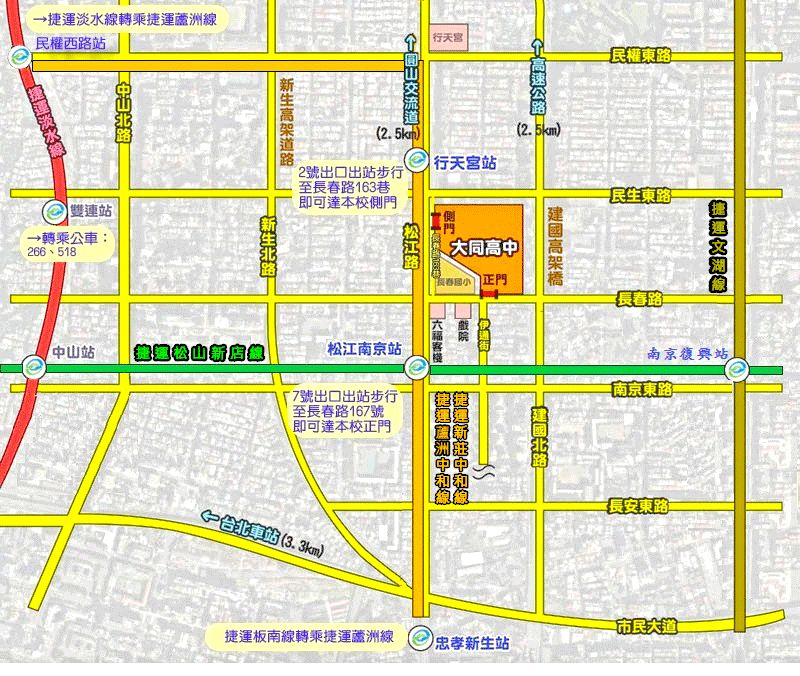 →捷運淡水線轉乘捷運蘆洲線
民權西路站
行天宮
民權東路
圓山交流道
←
高速公路
←
捷運淡水線
中山北路
新生高架道路
(2.5km)
(2.5km)
行天宮站
2號出口出站步行
至長春路163巷
即可達本校側門
民生東路
雙連站
→轉乘公車：
266、518
新生北路
松江路
側門
大同高中
建國高架橋
捷運文湖線
長春國小
正門
長春路
六福客棧
戲院
伊通街
中山站
捷運松山新店線
松江南京站
南京復興站
南京東路
7號出口出站步行
至長春路167號
即可達本校正門
捷運蘆洲中和線
捷運新莊中和線
建國北路
長安東路
←台北車站(3.3km)
市民大道
捷運板南線轉乘捷運蘆洲線
忠孝新生站